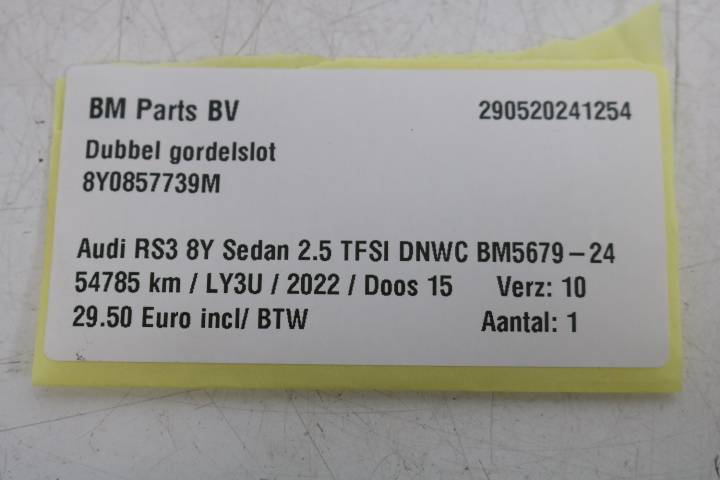 BM Parts BV 290520241254
Dubbel gordelslot
8Y0857739M
Audi RS3 8Y Sedan 2.5 TFSI DNWC BM5679-24
54785 km / LY3U / 2022 / Doos 15 Verz: 10
29.50 Euro incl/ BTW Aantal: 1